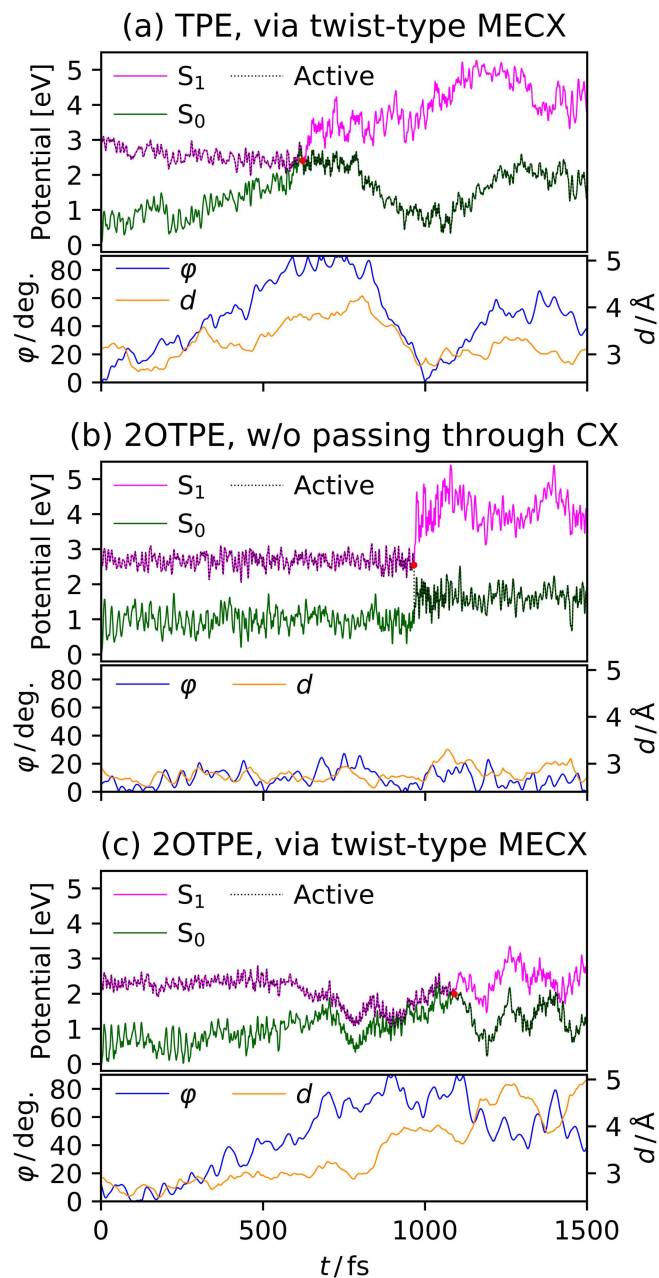 (a) TPE, via twist-type MECX
Potential [eV]
5
4
3
2
1
0
S₁
Active
S₀
φ/deg.
80
60
40
20
0
φ
d
5
4
3
d/Å
(b) 2OTPE, w/o passing through CX
Potential [eV]
5
4
3
2
1
0
S₁
Active
S₀
φ/deg.
80
60
40
20
0
φ
d
5
4
3
d/Å
(c) 2OTPE, via twist-type MECX
Potential [eV]
5
4
3
2
1
0
S₁
Active
S₀
φ/deg.
80
60
40
20
0
φ
d
5
4
3
d/Å
0
500
1000
1500
t/fs